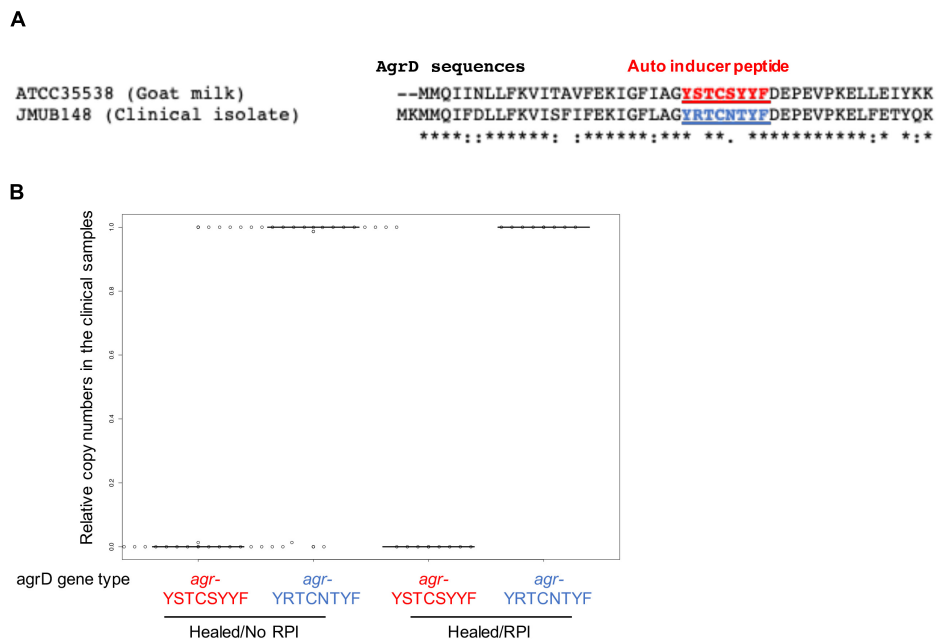 A
AgrD sequences Auto inducer peptide
ATCC35538 (Goat milk) --MMQIINLLFKVITAVFEKIGFIAGYSTCSYYFDEPEVPKELLEIYKK
JMUB148 (Clinical isolate) MKMMQIFDLLFKVISFIFEKIGFLAGYRTCNTYFDEPEVPKELFETYQK
****::******: :******:*** ** **. ***********:* *:*
B
Relative copy numbers in the clinical samples
1.0
0.8
0.6
0.4
0.2
0.0
agrD gene type
agr- agr- agr- agr-
YSTCSYYF YRTCNTYF YSTCSYYF YRTCNTYF
Healed/No RPI Healed/RPI